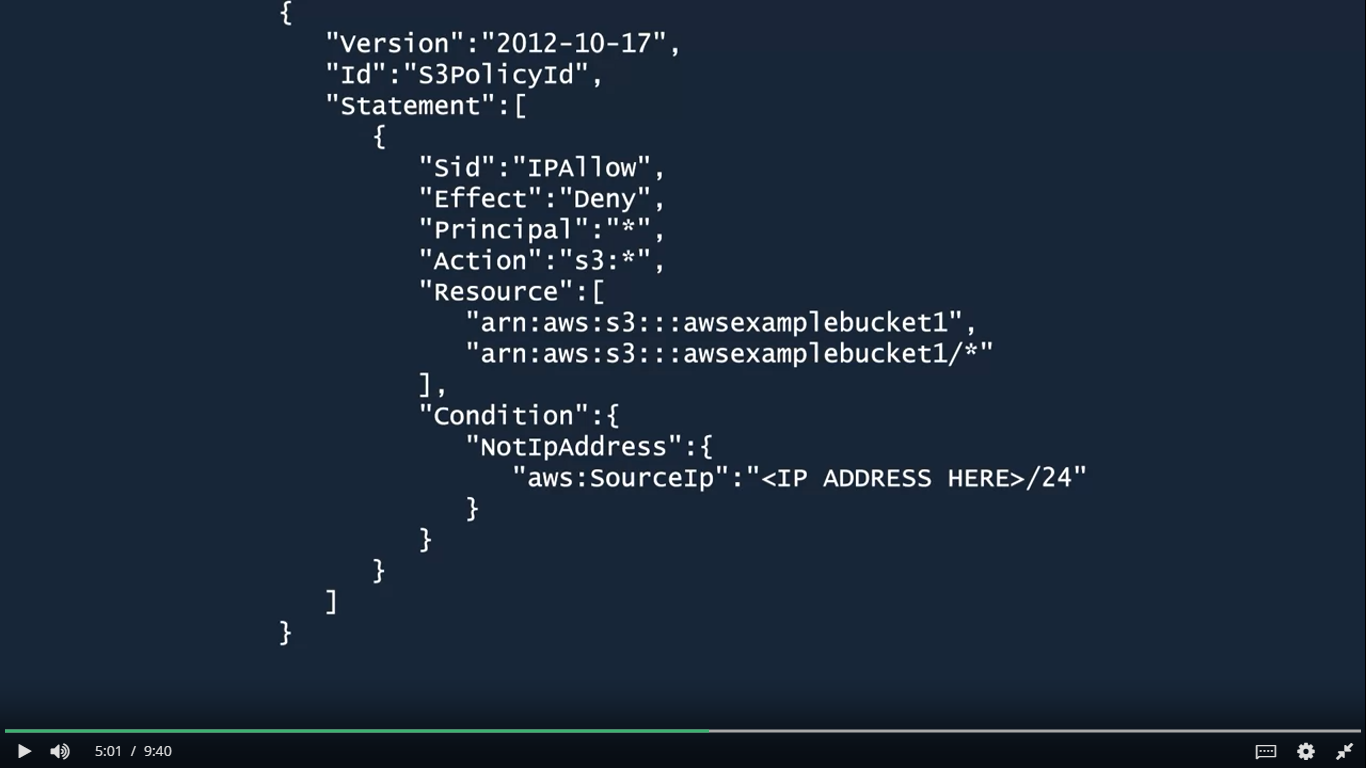 {
"Version":"2012-10-17",
"Id":"S3PolicyId",
"Statement":[
{
"Sid":"IPAllow",
"Effect":"Deny",
"Principal":"*",
"Action":"s3:*",
"Resource":[
"arn:aws:s3:::awsexamplebucket1",
"arn:aws:s3:::awsexamplebucket1/*"
],
"Condition":{
"NotIpAddress":{
"aws:SourceIp":"<IP ADDRESS HERE>/24"
}
}
}
]
}
5:01 / 9:40